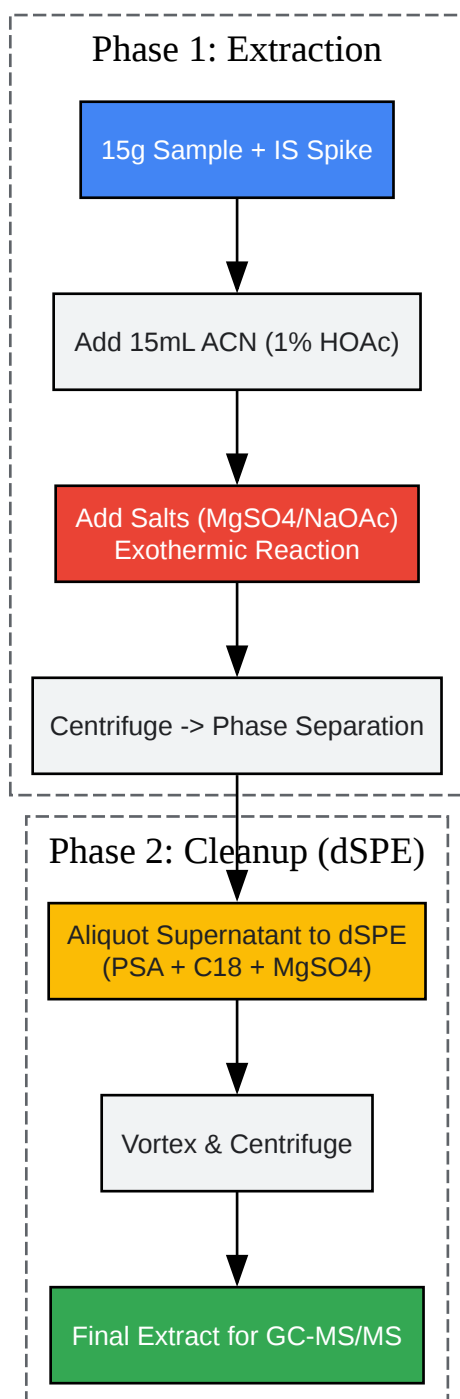 Phase 1: Extraction
15g Sample + IS Spike
Add 15mL ACN (1% HOAc)
Add Salts (MgSO4/NaOAc)
Exothermic Reaction
Centrifuge -> Phase Separation
Phase 2: Cleanup (dSPE)
Aliquot Supernatant to dSPE
(PSA + C18 + MgSO4)
Vortex & Centrifuge
Final Extract for GC-MS/MS